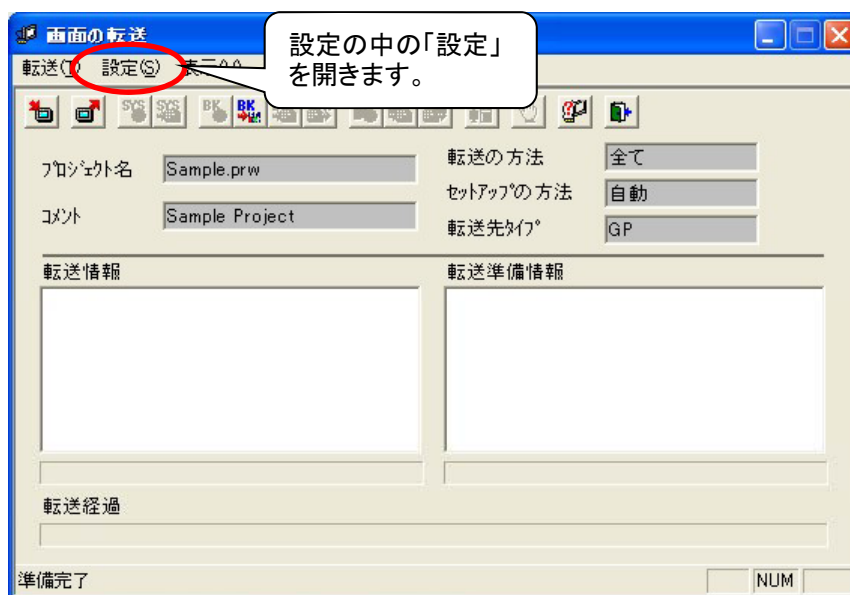 画面の転送
設定の中の「設定」
を開きます。
転送(T) 設定(S)
SYS SYS BK BK
プロジェクト名 Sample.prw
転送の方法 全て
セットアップの方法 自動
コメント Sample Project
転送先タイプ GP
転送情報
転送準備情報
転送経過
準備完了
NUM